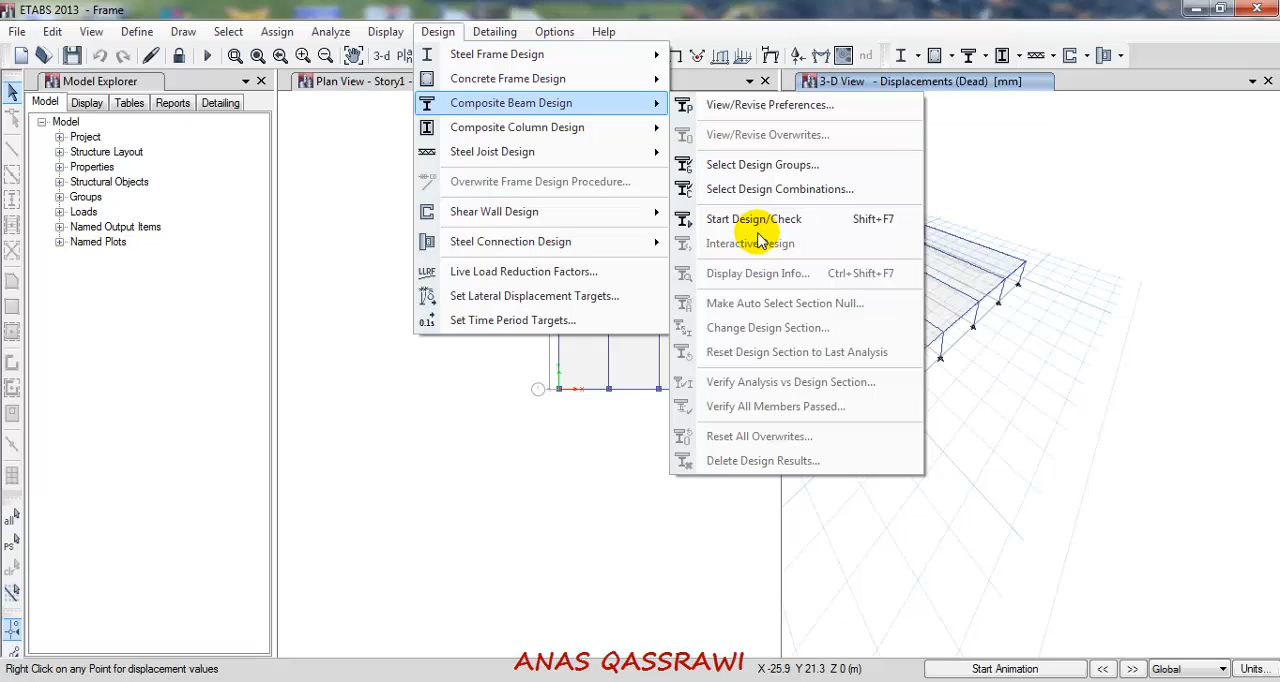 ETABS 2013 - Frame
File Edit View Define Draw Select Assign Analyze Display Design Detailing Options Help
3-d
nd
Model Explorer
Plan View - Story1 -
3-D View - Displacements (Dead) [mm]
Model Display Tables Reports Detailing
Model
Project
Structure Layout
Properties
Structural Objects
Groups
Loads
Named Output Items
Named Plots
Steel Frame Design
Concrete Frame Design
Composite Beam Design
Composite Column Design
Steel Joist Design
Overwrite Frame Design Procedure...
Shear Wall Design
Steel Connection Design
LLRF Live Load Reduction Factors...
Set Lateral Displacement Targets...
0.1s Set Time Period Targets...
View/Revise Preferences...
View/Revise Overwrites...
Select Design Groups...
Select Design Combinations...
Start Design/Check Shift+F7
Interactive Design
Display Design Info... Ctrl+Shift+F7
Make Auto Select Section Null...
Change Design Section...
Reset Design Section to Last Analysis
Verify Analysis vs Design Section...
Verify All Members Passed...
Reset All Overwrites...
Delete Design Results...
all
PS
clr
ANAS QASSRAWI
Right Click on any Point for displacement values
X -25.9 Y 21.3 Z 0 (m)
Start Animation
<< >>
Global
Units...